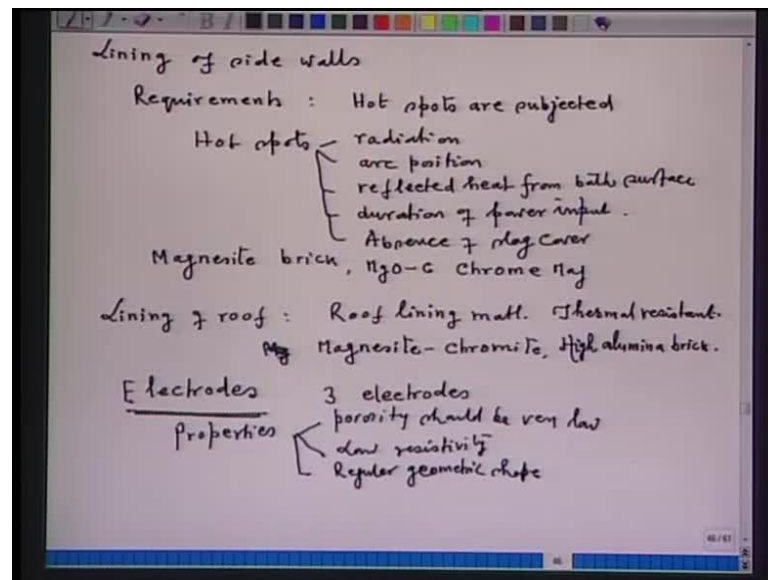 Lining of side walls
Requirements : Hot spots are subjected
Hot spots radiation
arc position
reflected heat from bath surface
duration of power input.
Absence of slag cover
Magnesite brick, MgO-C Chrome Mag
Lining of roof : Roof lining matl. Thermal resistant.
Mg Magnesite-Chromite, High alumina brick.
Electrodes 3 electrodes
Properties porosity should be very low
Low resistivity
Regular geometric shape
46/61
46